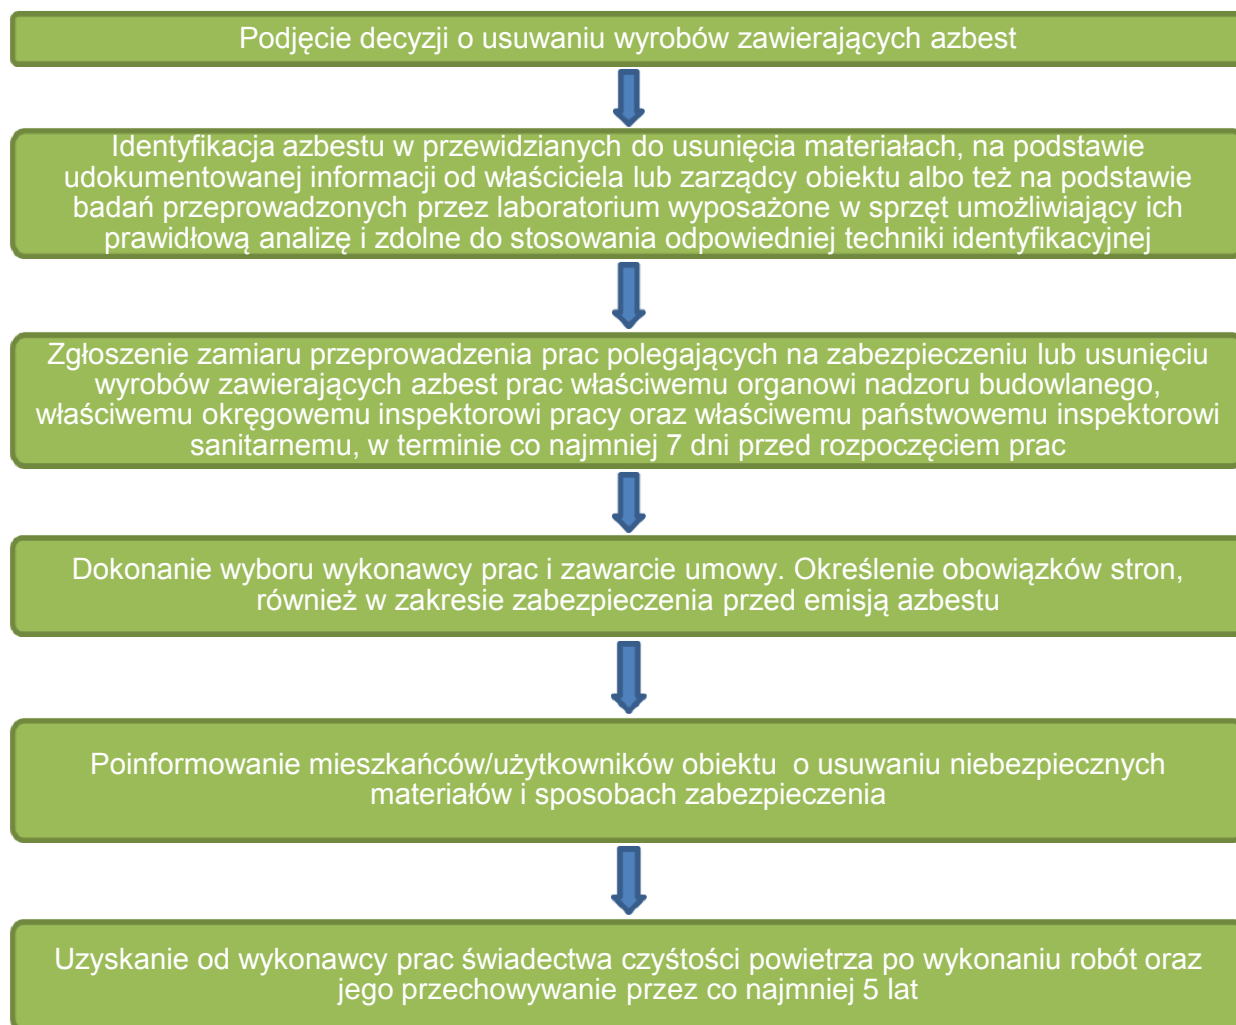 Podjęcie decyzji o usuwaniu wyrobów zawierających azbest
Identyfikacja azbestu w przewidzianych do usunięcia materiałach, na podstawie
udokumentowanej informacji od właściciela lub zarządcy obiektu albo też na podstawie
badań przeprowadzonych przez laboratorium wyposażone w sprzęt umożliwiający ich
prawidłową analizę i zdolne do stosowania odpowiedniej techniki identyfikacyjnej
Zgłoszenie zamiaru przeprowadzenia prac polegających na zabezpieczeniu lub usunięciu
wyrobów zawierających azbest prac właściwemu organowi nadzoru budowlanego,
właściwemu okręgowemu inspektorowi pracy oraz właściwemu państwowemu inspektorowi
sanitarnemu, w terminie co najmniej 7 dni przed rozpoczęciem prac
Dokonanie wyboru wykonawcy prac i zawarcie umowy. Określenie obowiązków stron,
również w zakresie zabezpieczenia przed emisją azbestu
Poinformowanie mieszkańców/użytkowników obiektu o usuwaniu niebezpiecznych
materiałów i sposobach zabezpieczenia
Uzyskanie od wykonawcy prac świadectwa czyśtości powietrza po wykonaniu robót oraz
jego przechowywanie przez co najmniej 5 lat